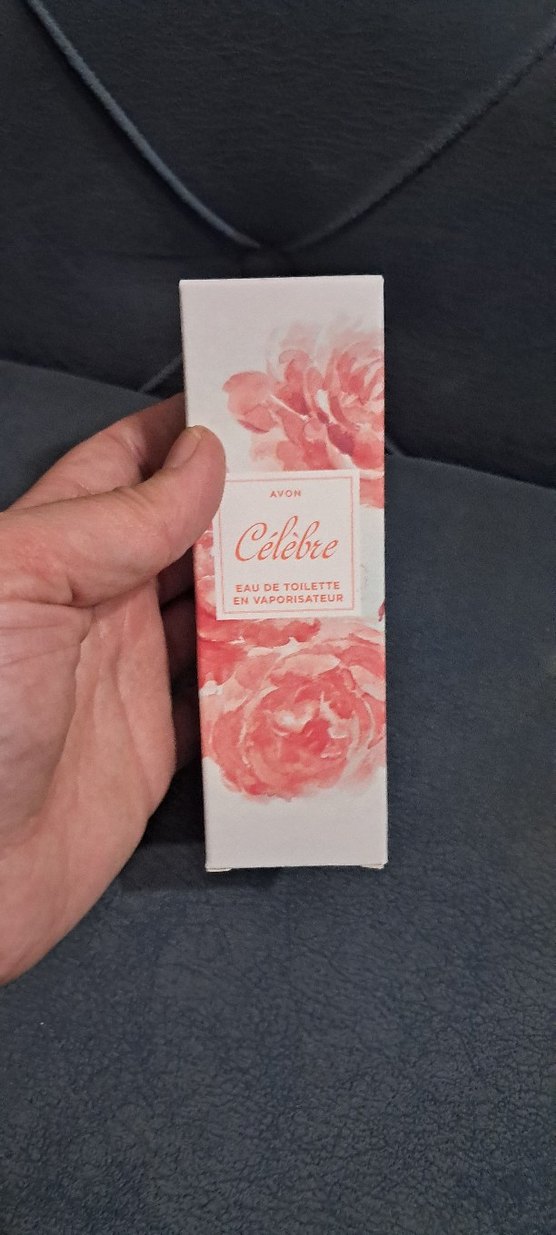 AVON
Célèbre
EAU DE TOILETTE
EN VAPORISATEUR